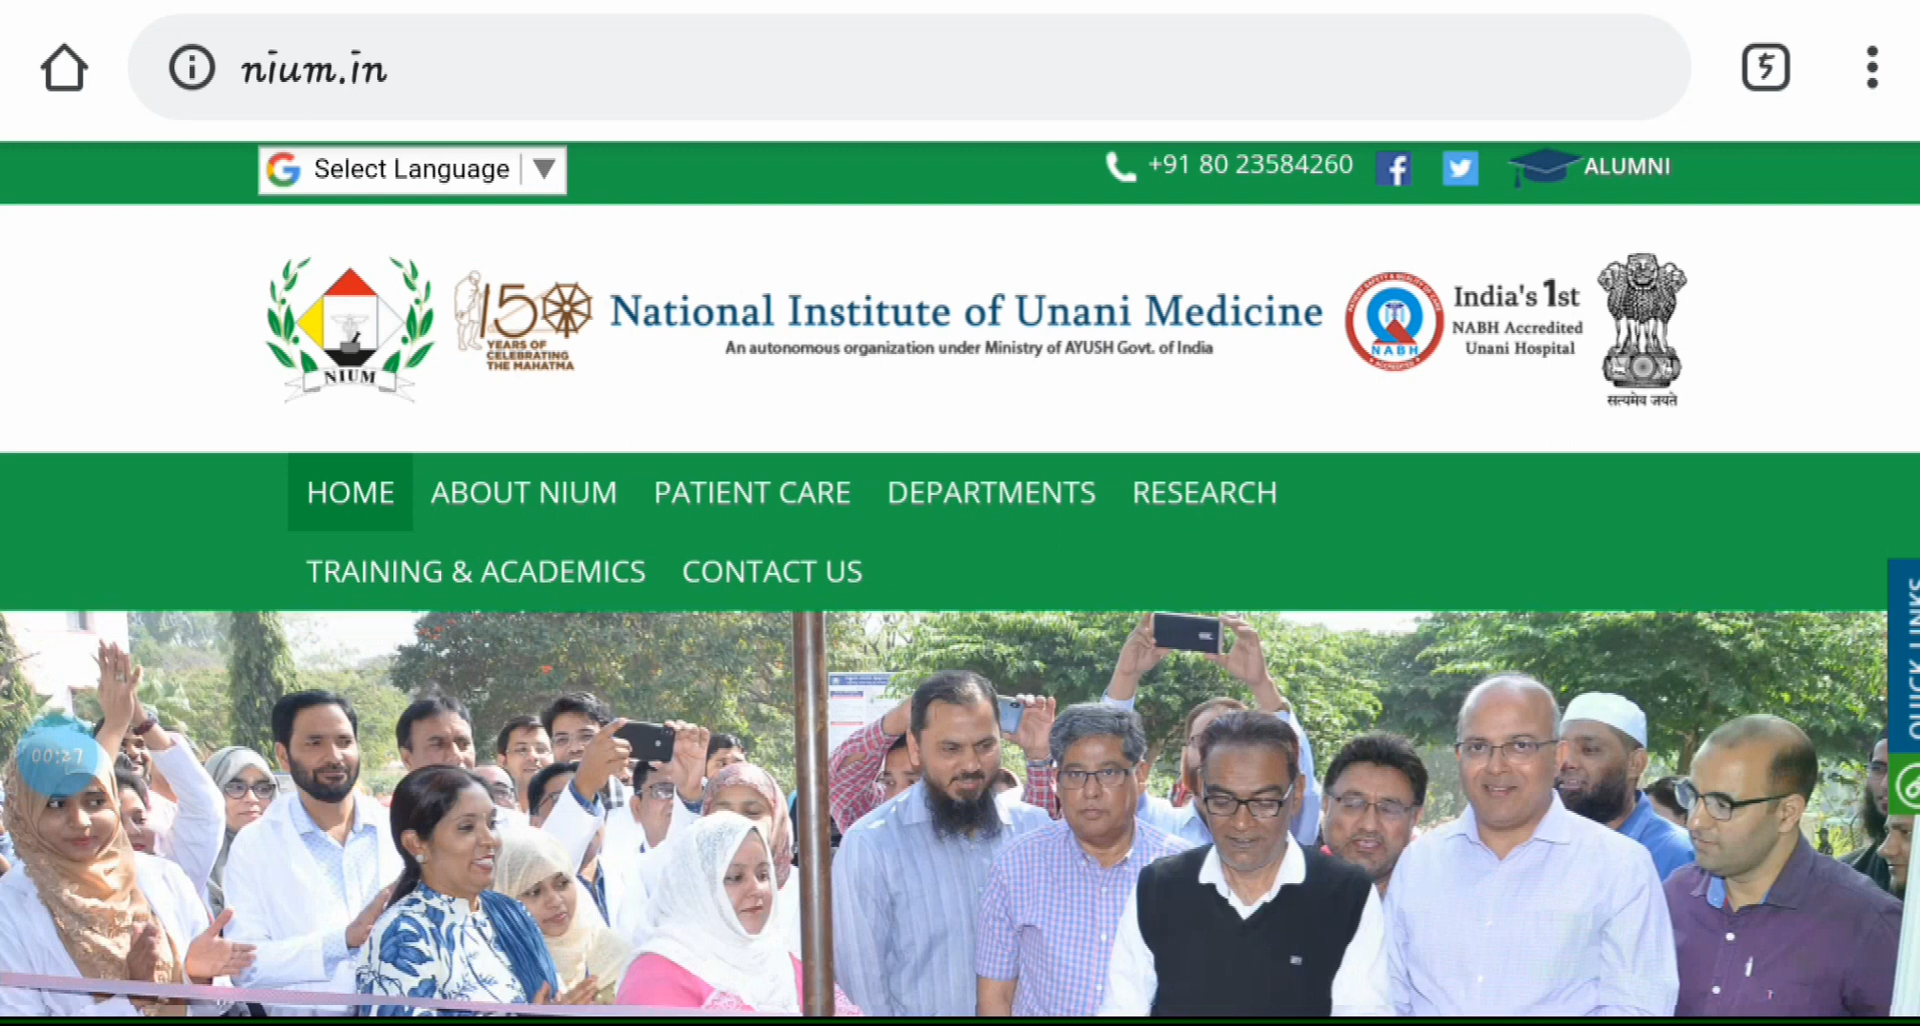 nium.in
5
Select Language
+91 80 23584260
ALUMNI
NIUM
150
YEARS OF
CELEBRATING
THE MAHATMA
National Institute of Unani Medicine
An autonomous organization under Ministry of AYUSH Govt. of India
NABH
India's 1st
NABH Accredited
Unani Hospital
सत्यमेव जयते
HOME ABOUT NIUM PATIENT CARE DEPARTMENTS RESEARCH
TRAINING & ACADEMICS CONTACT US
QUICK LINKS
00:27